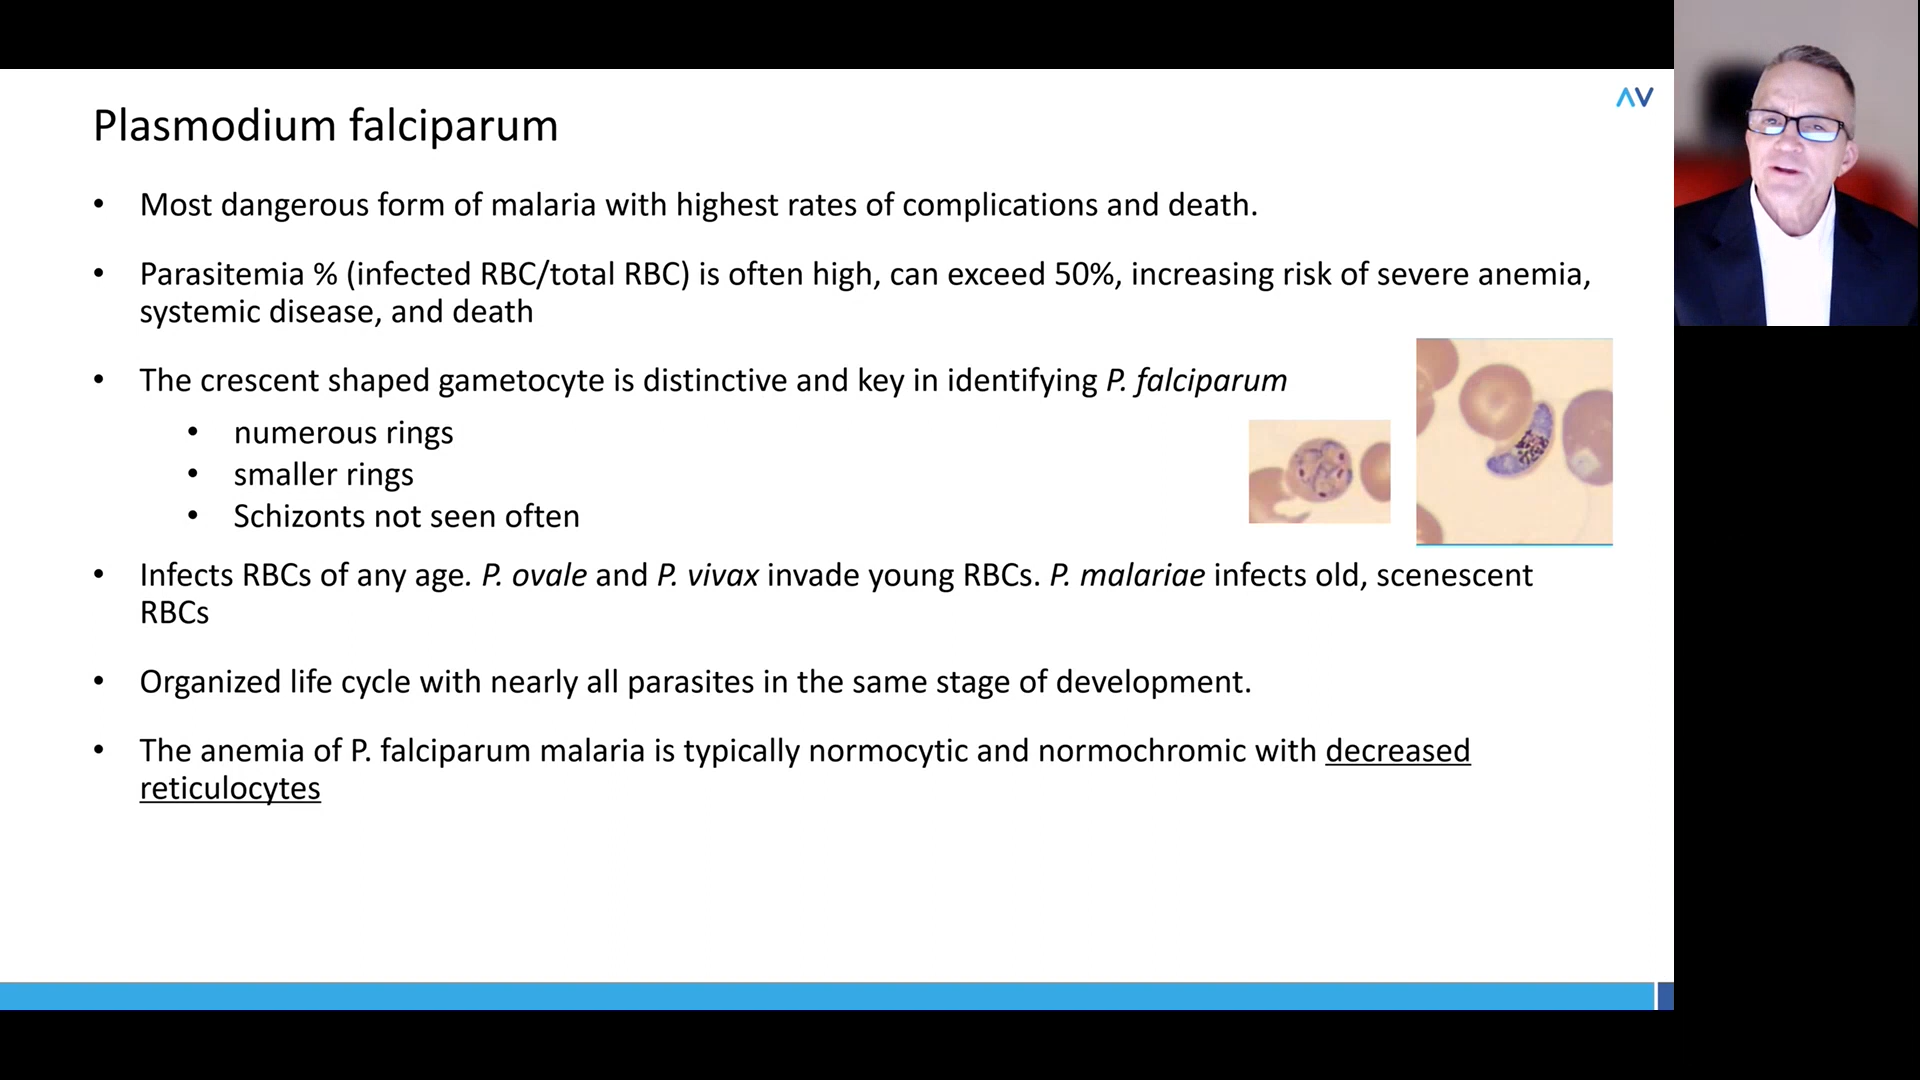 Plasmodium falciparum
• Most dangerous form of malaria with highest rates of complications and death.
• Parasitemia % (infected RBC/total RBC) is often high, can exceed 50%, increasing risk of severe anemia,
systemic disease, and death
• The crescent shaped gametocyte is distinctive and key in identifying P. falciparum
• numerous rings
• smaller rings
• Schizonts not seen often
• Infects RBCs of any age. P. ovale and P. vivax invade young RBCs. P. malariae infects old, scenescent
RBCs
• Organized life cycle with nearly all parasites in the same stage of development.
• The anemia of P. falciparum malaria is typically normocytic and normochromic with decreased
reticulocytes